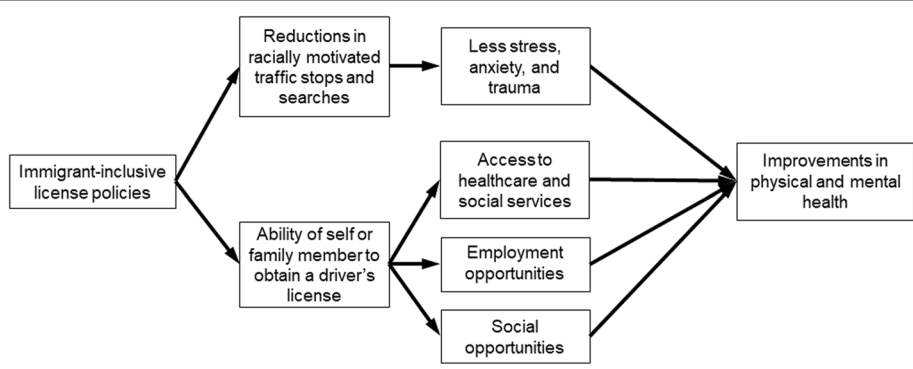 Immigrant-inclusive
license policies
Reductions in
racially motivated
traffic stops and
searches
Ability of self or
family member to
obtain a driver's
license
Less stress,
anxiety, and
trauma
Access to
healthcare and
social services
Employment
opportunities
Social
opportunities
Improvements in
physical and mental
health